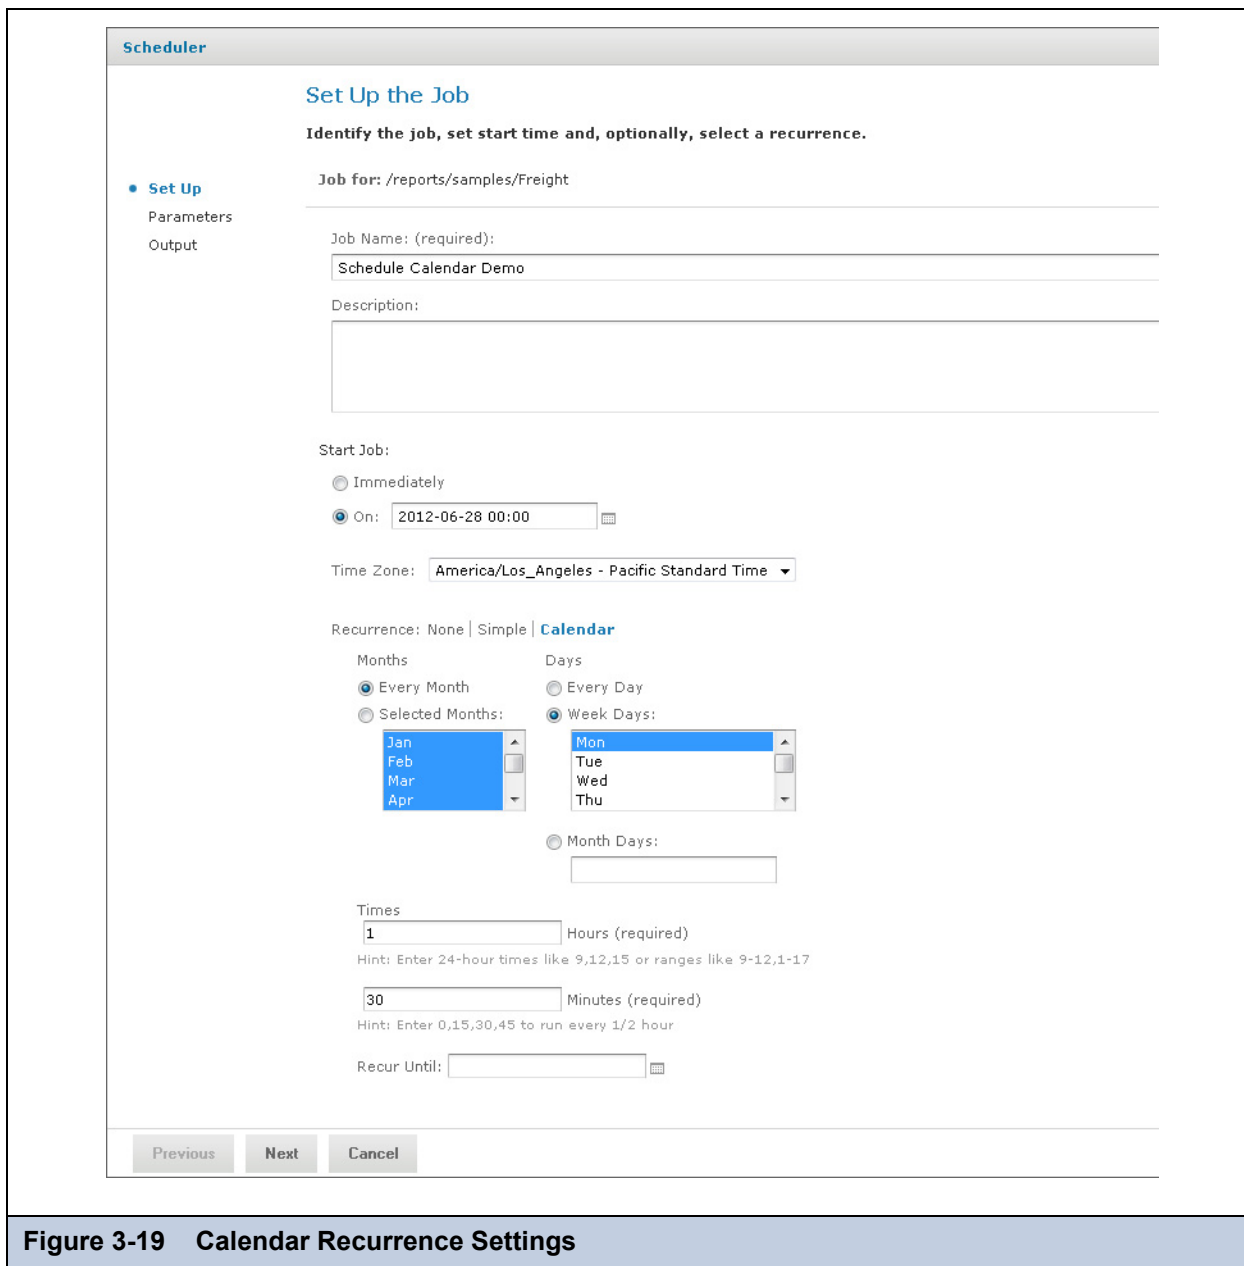 Scheduler
Set Up the Job
Identify the job, set start time and, optionally, select a recurrence.
Set Up
Parameters
Output
Job for: /reports/samples/Freight
Job Name: (required):
Schedule Calendar Demo
Description:
Start Job:
Immediately
On: 2012-06-28 00:00
Time Zone: America/Los_Angeles - Pacific Standard Time
Recurrence: None | Simple | Calendar
Months
Every Month
Selected Months:
Jan
Feb
Mar
Apr
Days
Every Day
Week Days:
Mon
Tue
Wed
Thu
Month Days:
Times
1 Hours (required)
Hint: Enter 24-hour times like 9,12,15 or ranges like 9-12,1-17
30 Minutes (required)
Hint: Enter 0,15,30,45 to run every 1/2 hour
Recur Until:
Previous Next Cancel
Figure 3-19 Calendar Recurrence Settings